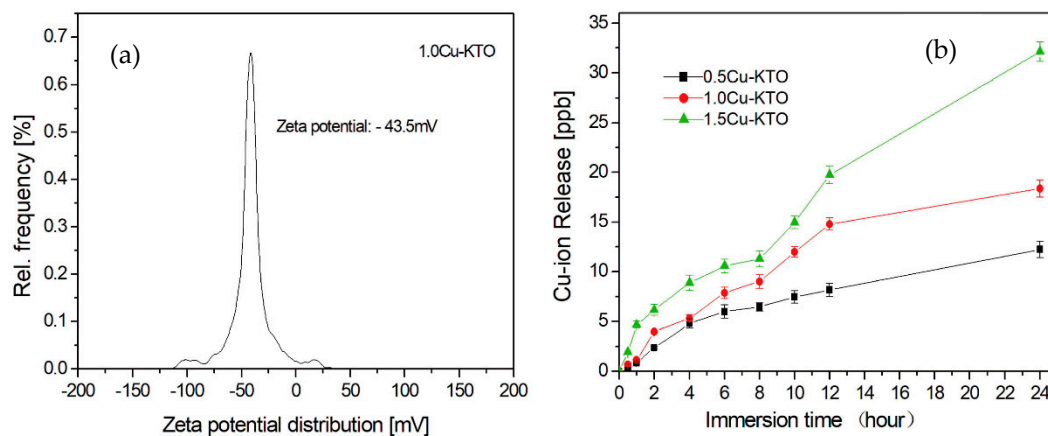 (a)
1.0Cu-KTO
Zeta potential: - 43.5mV
Rel. frequency [%]
0.7
0.6
0.5
0.4
0.3
0.2
0.1
0.0
-200 -150 -100 -50 0 50 100 150 200
Zeta potential distribution [mV]
(b)
0.5Cu-KTO
1.0Cu-KTO
1.5Cu-KTO
Cu-ion Release [ppb]
35
30
25
20
15
10
5
0
0 2 4 6 8 10 12 14 16 18 20 22 24
Immersion time （hour）